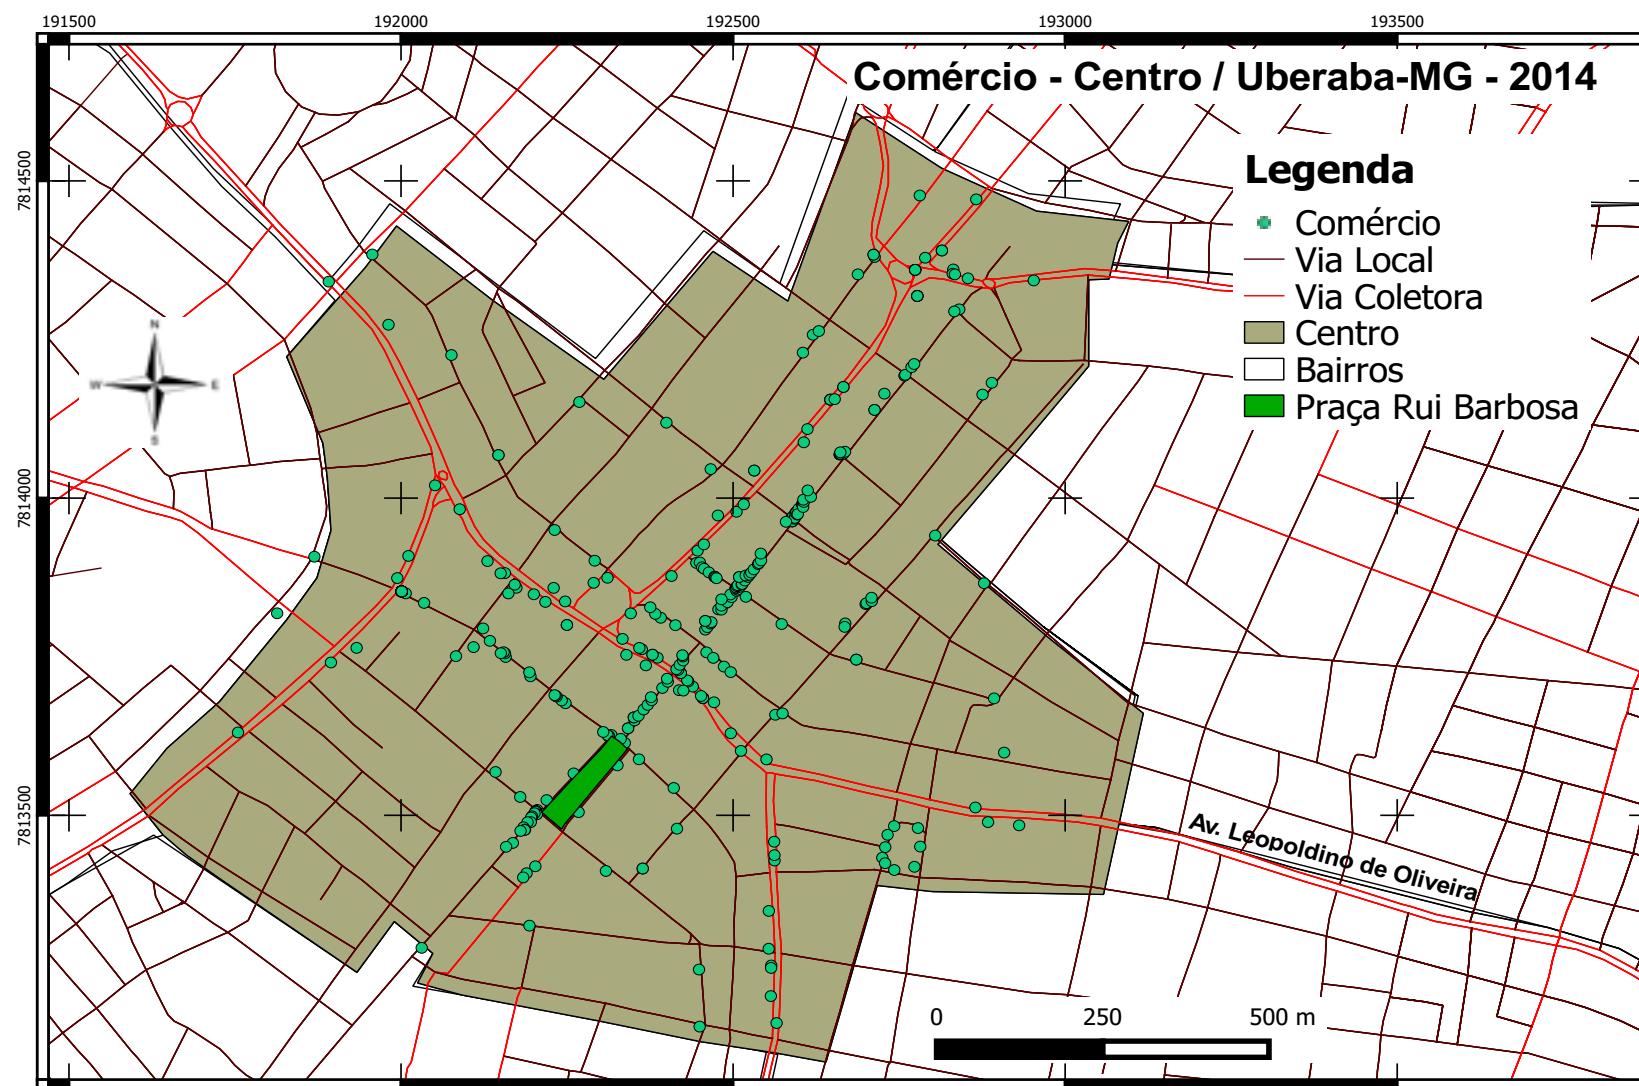 191500 192000 192500 193000 193500
Comércio - Centro / Uberaba-MG - 2014
7814500
Legenda
Comércio
Via Local
Via Coletora
Centro
Bairros
Praça Rui Barbosa
N
W E
S
7814000
7813500
Av. Leopoldino de Oliveira
0 250 500 m